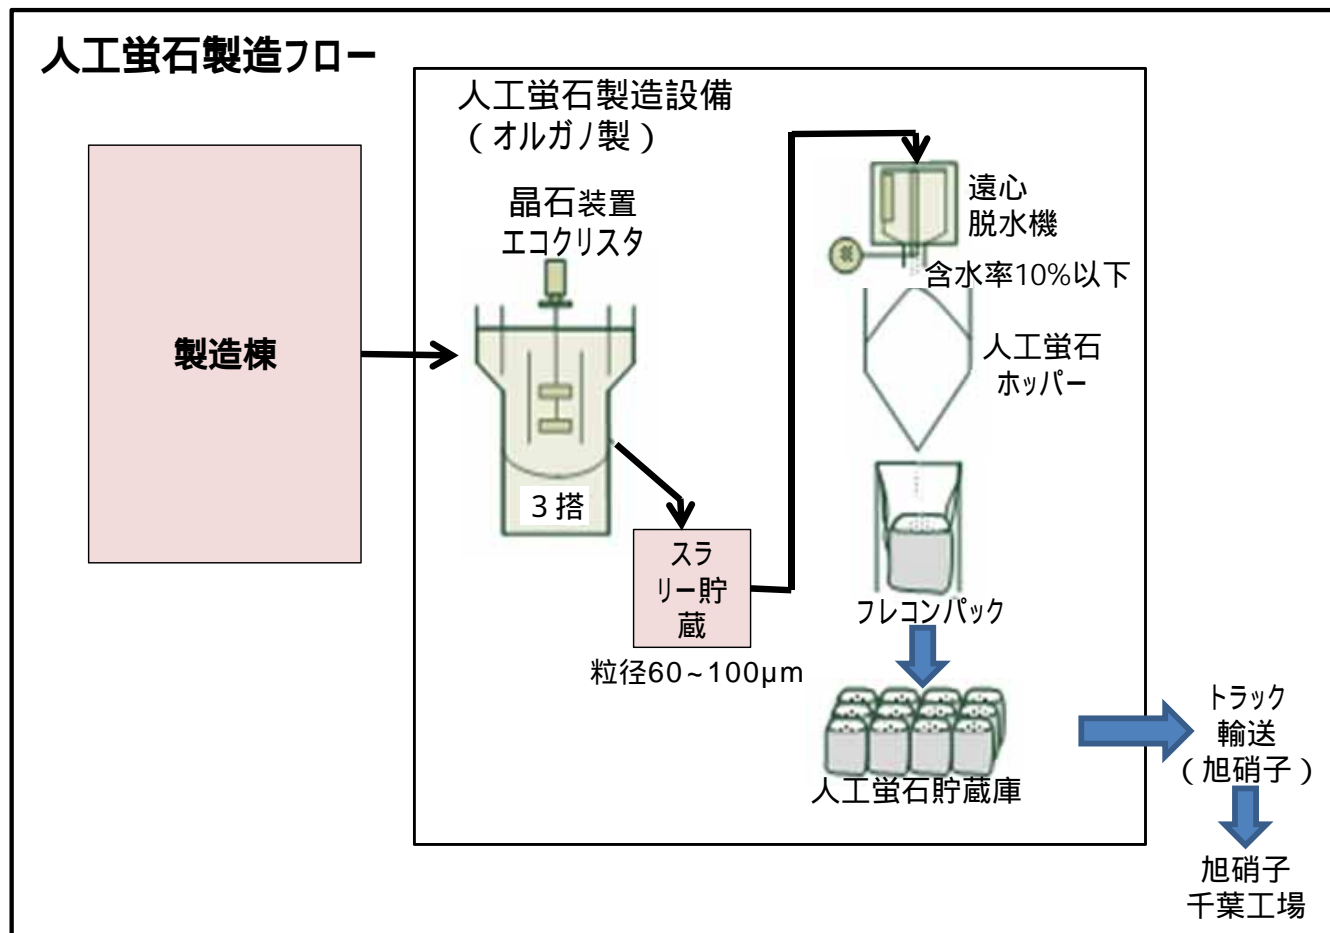 人工蛍石製造フロー
人工蛍石製造設備
（オルガノ製）
製造棟
晶石装置
エコクリスタ
3搭
スラ
リー貯
蔵
粒径60~100μm
遠心
脱水機
含水率10%以下
人工蛍石
ホッパー
フレコンパック
人工蛍石貯蔵庫
トラック
輸送
（旭硝子）
旭硝子
千葉工場